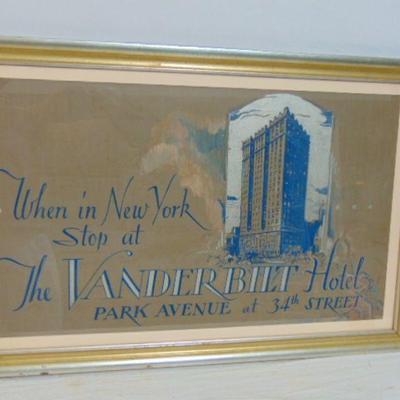 When in New York
Stop at
The VANDERBILT Hotel
PARK AVENUE at 34th STREET